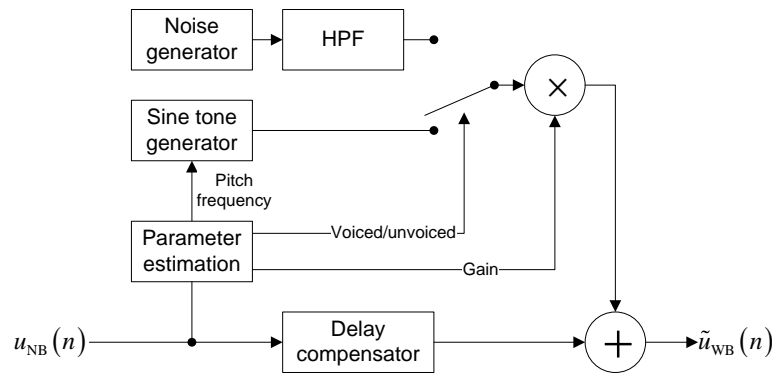 Noise
generator
HPF
×
Sine tone
generator
Pitch
frequency
Voiced/unvoiced
Parameter
estimation
Gain
u_NB(n)
Delay
compensator
+
ũ_WB(n)